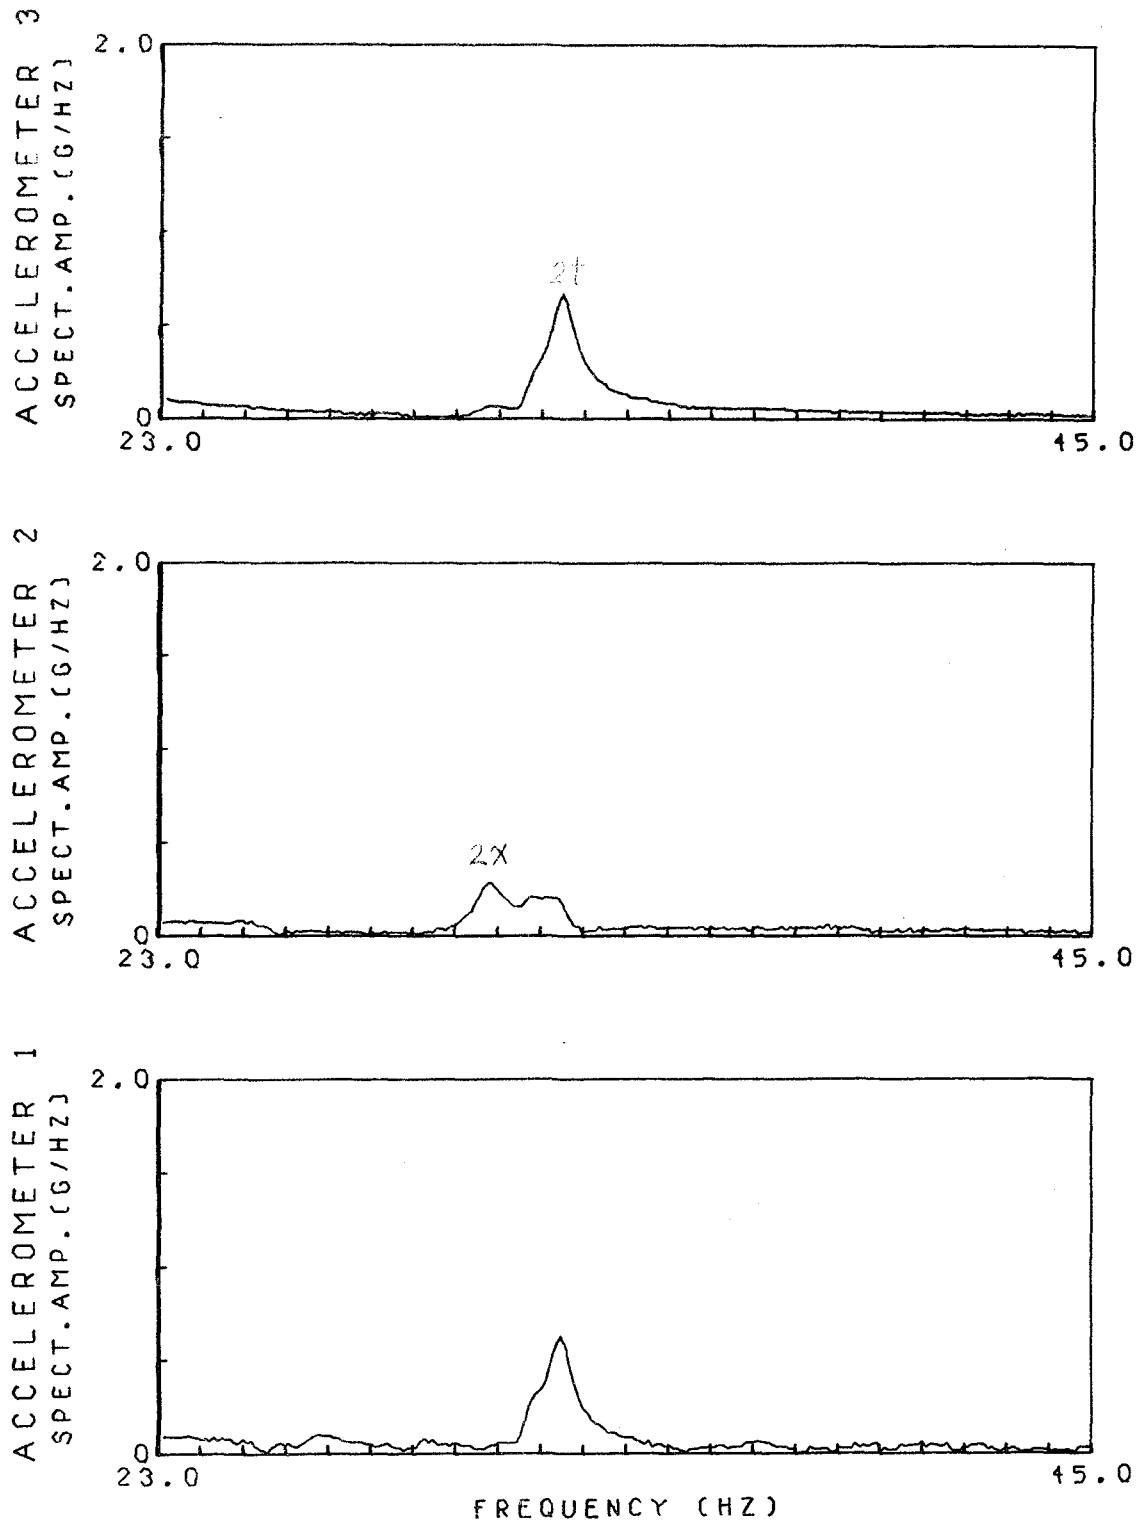 ACCELEROMETER 3
SPECT.AMP.(G/HZ)
2.0
2t
0
23.0
45.0
ACCELEROMETER 2
SPECT.AMP.(G/HZ)
2.0
2X
0
23.0
45.0
ACCELEROMETER 1
SPECT.AMP.(G/HZ)
2.0
0
23.0
45.0
FREQUENCY (HZ)